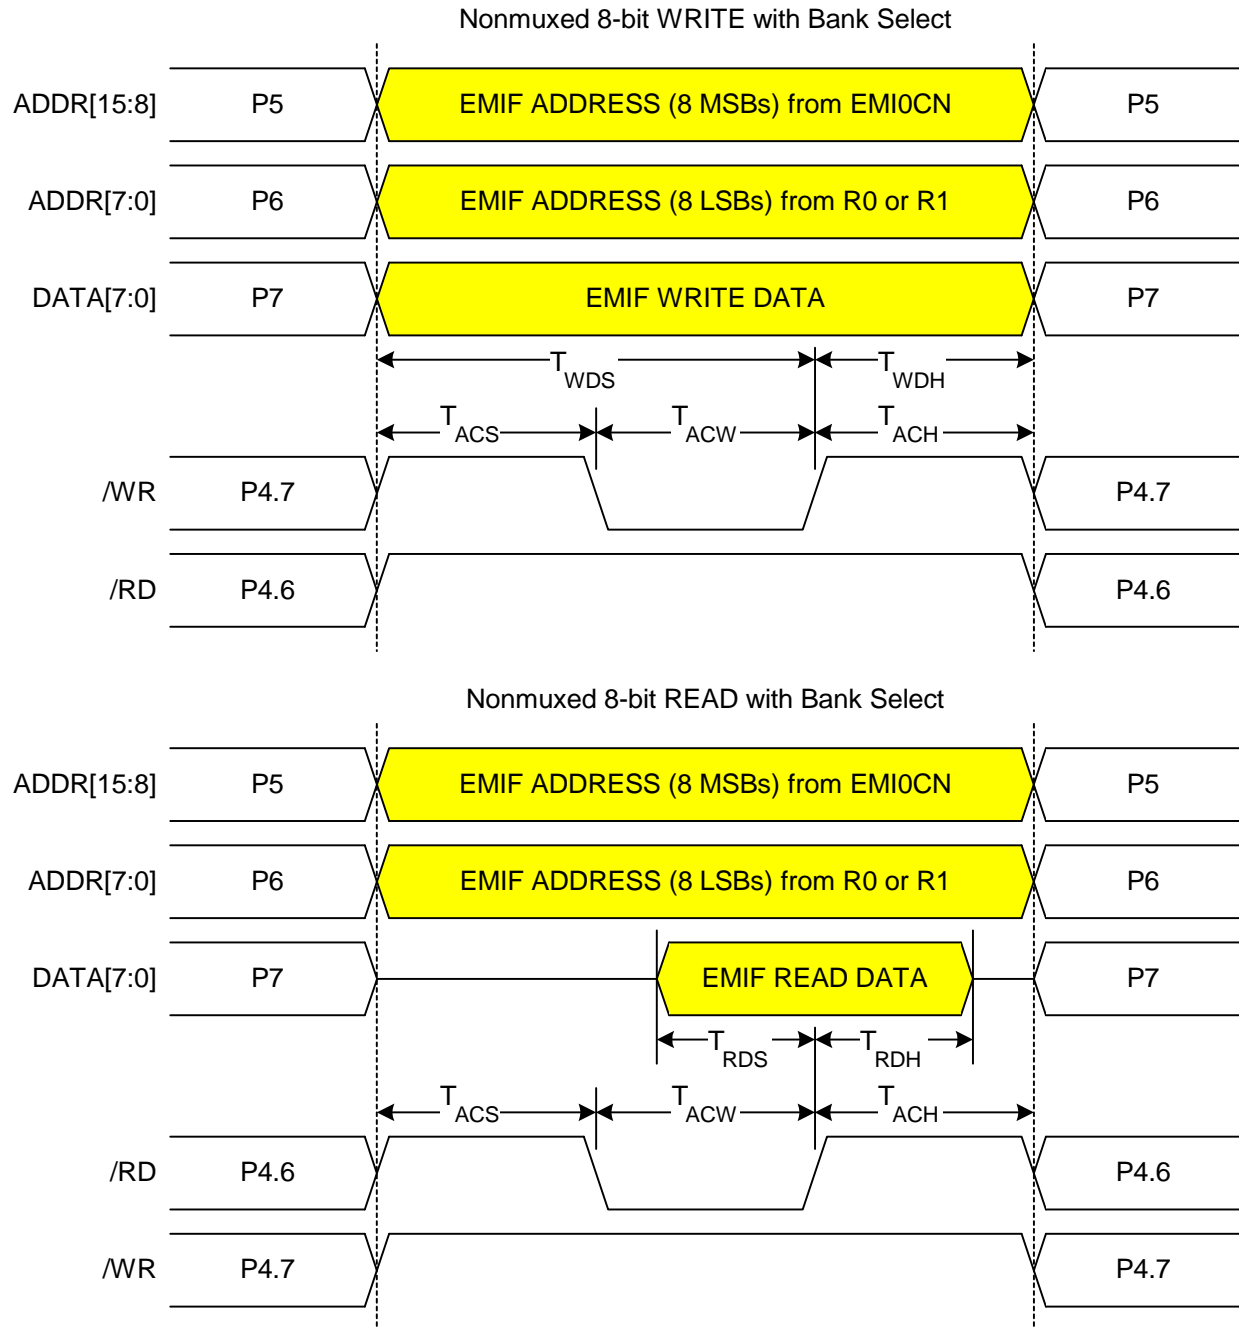 Nonmuxed 8-bit WRITE with Bank Select
ADDR[15:8] P5 EMIF ADDRESS (8 MSBs) from EMI0CN P5
ADDR[7:0] P6 EMIF ADDRESS (8 LSBs) from R0 or R1 P6
DATA[7:0] P7 EMIF WRITE DATA P7
TWDS TWDH
TACS TACW TACH
/WR P4.7 P4.7
/RD P4.6 P4.6
Nonmuxed 8-bit READ with Bank Select
ADDR[15:8] P5 EMIF ADDRESS (8 MSBs) from EMI0CN P5
ADDR[7:0] P6 EMIF ADDRESS (8 LSBs) from R0 or R1 P6
DATA[7:0] P7 EMIF READ DATA P7
TRDS TRDH
TACS TACW TACH
/RD P4.6 P4.6
/WR P4.7 P4.7